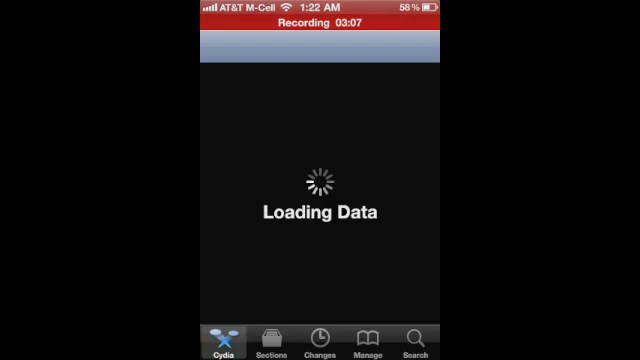 AT&T M-Cell 1:22 AM 58%
Recording 03:07
Loading Data
Cydia Sections Changes Manage Search